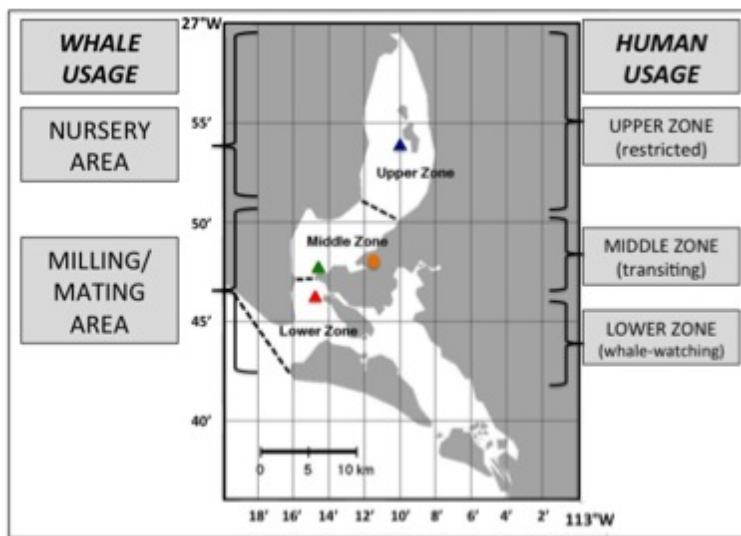 WHALE
USAGE
NURSERY
AREA
MILLING/
MATING
AREA
27°W
55'
50'
45'
40'
Upper Zone
Middle Zone
Lower Zone
0 5 10 km
18' 16' 14' 12' 10' 8' 6' 4' 2' 113°W
HUMAN
USAGE
UPPER ZONE
(restricted)
MIDDLE ZONE
(transiting)
LOWER ZONE
(whale-watching)